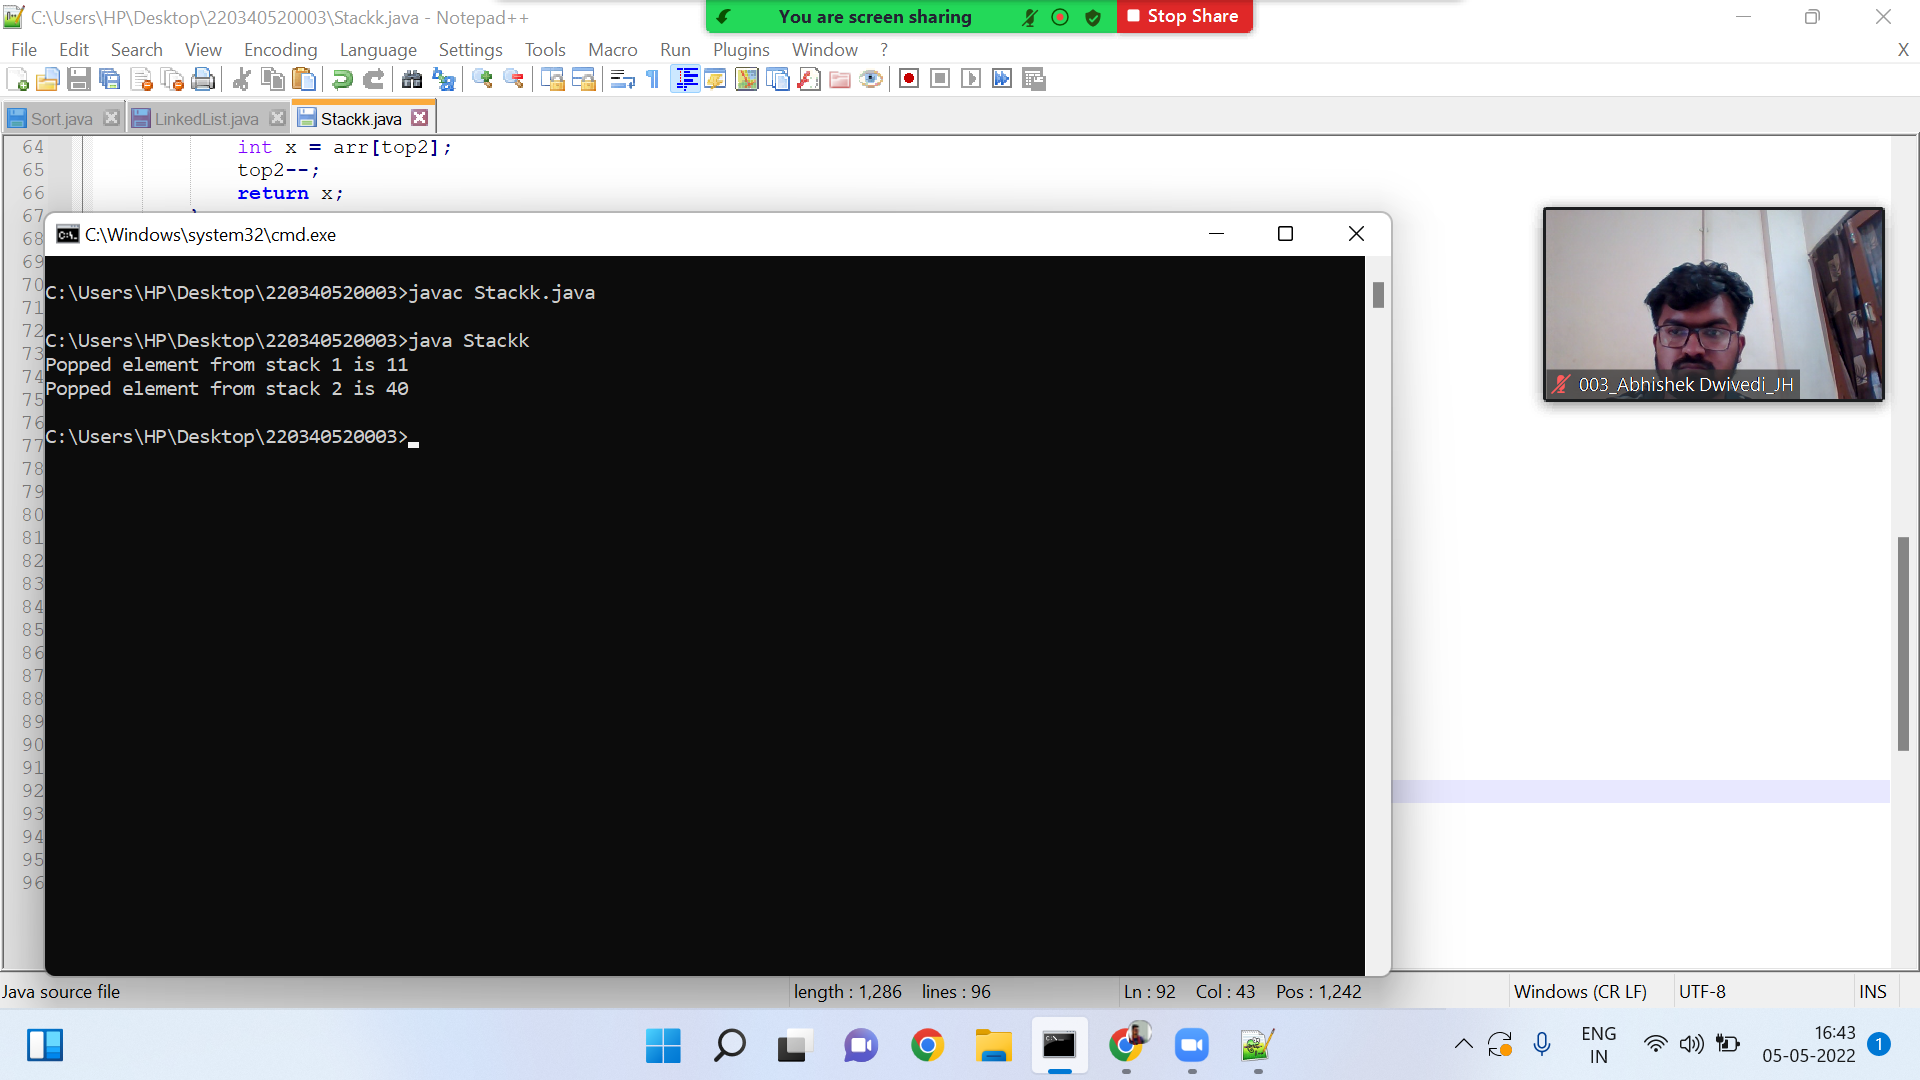 C:\Users\HP\Desktop\220340520003\Stackk.java - Notepad++
You are screen sharing
Stop Share
File Edit Search View Encoding Language Settings Tools Macro Run Plugins Window ?
X
Sort.java LinkedList.java Stackk.java
64 int x = arr[top2];
65 top2--;
66 return x;
67
68
69
70
71
72
73
74
75
76
77
78
79
80
81
82
83
84
85
86
87
88
89
90
91
92
93
94
95
96
C:\Windows\system32\cmd.exe
C:\Users\HP\Desktop\220340520003>javac Stackk.java
C:\Users\HP\Desktop\220340520003>java Stackk
Popped element from stack 1 is 11
Popped element from stack 2 is 40
C:\Users\HP\Desktop\220340520003>
003_Abhishek Dwivedi_JH
Java source file length : 1,286 lines : 96 Ln : 92 Col : 43 Pos : 1,242 Windows (CR LF) UTF-8 INS
ENG
IN
16:43
05-05-2022
1